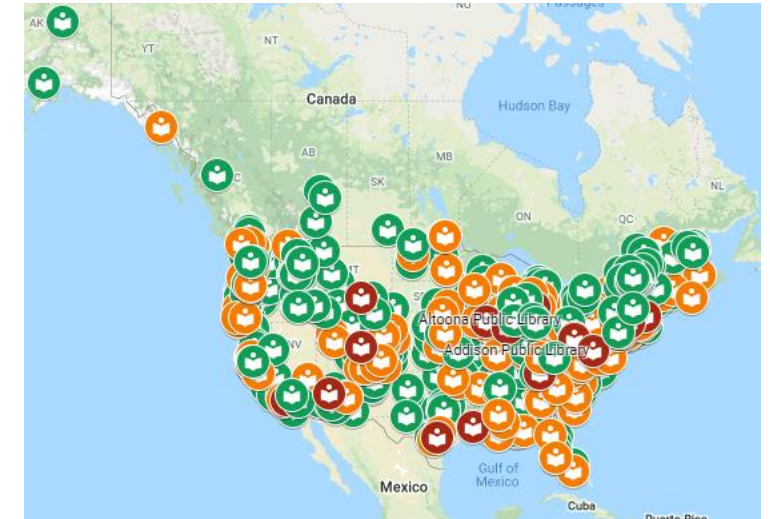 NU
Passages
AK
YT
NT
Canada
Hudson Bay
AB
MB
SK
NL
C
ON
QC
MT
S
Altoona Public Library
NV
Addison Public Library
Gulf of
Mexico
Mexico
Cuba
Puerto Rico